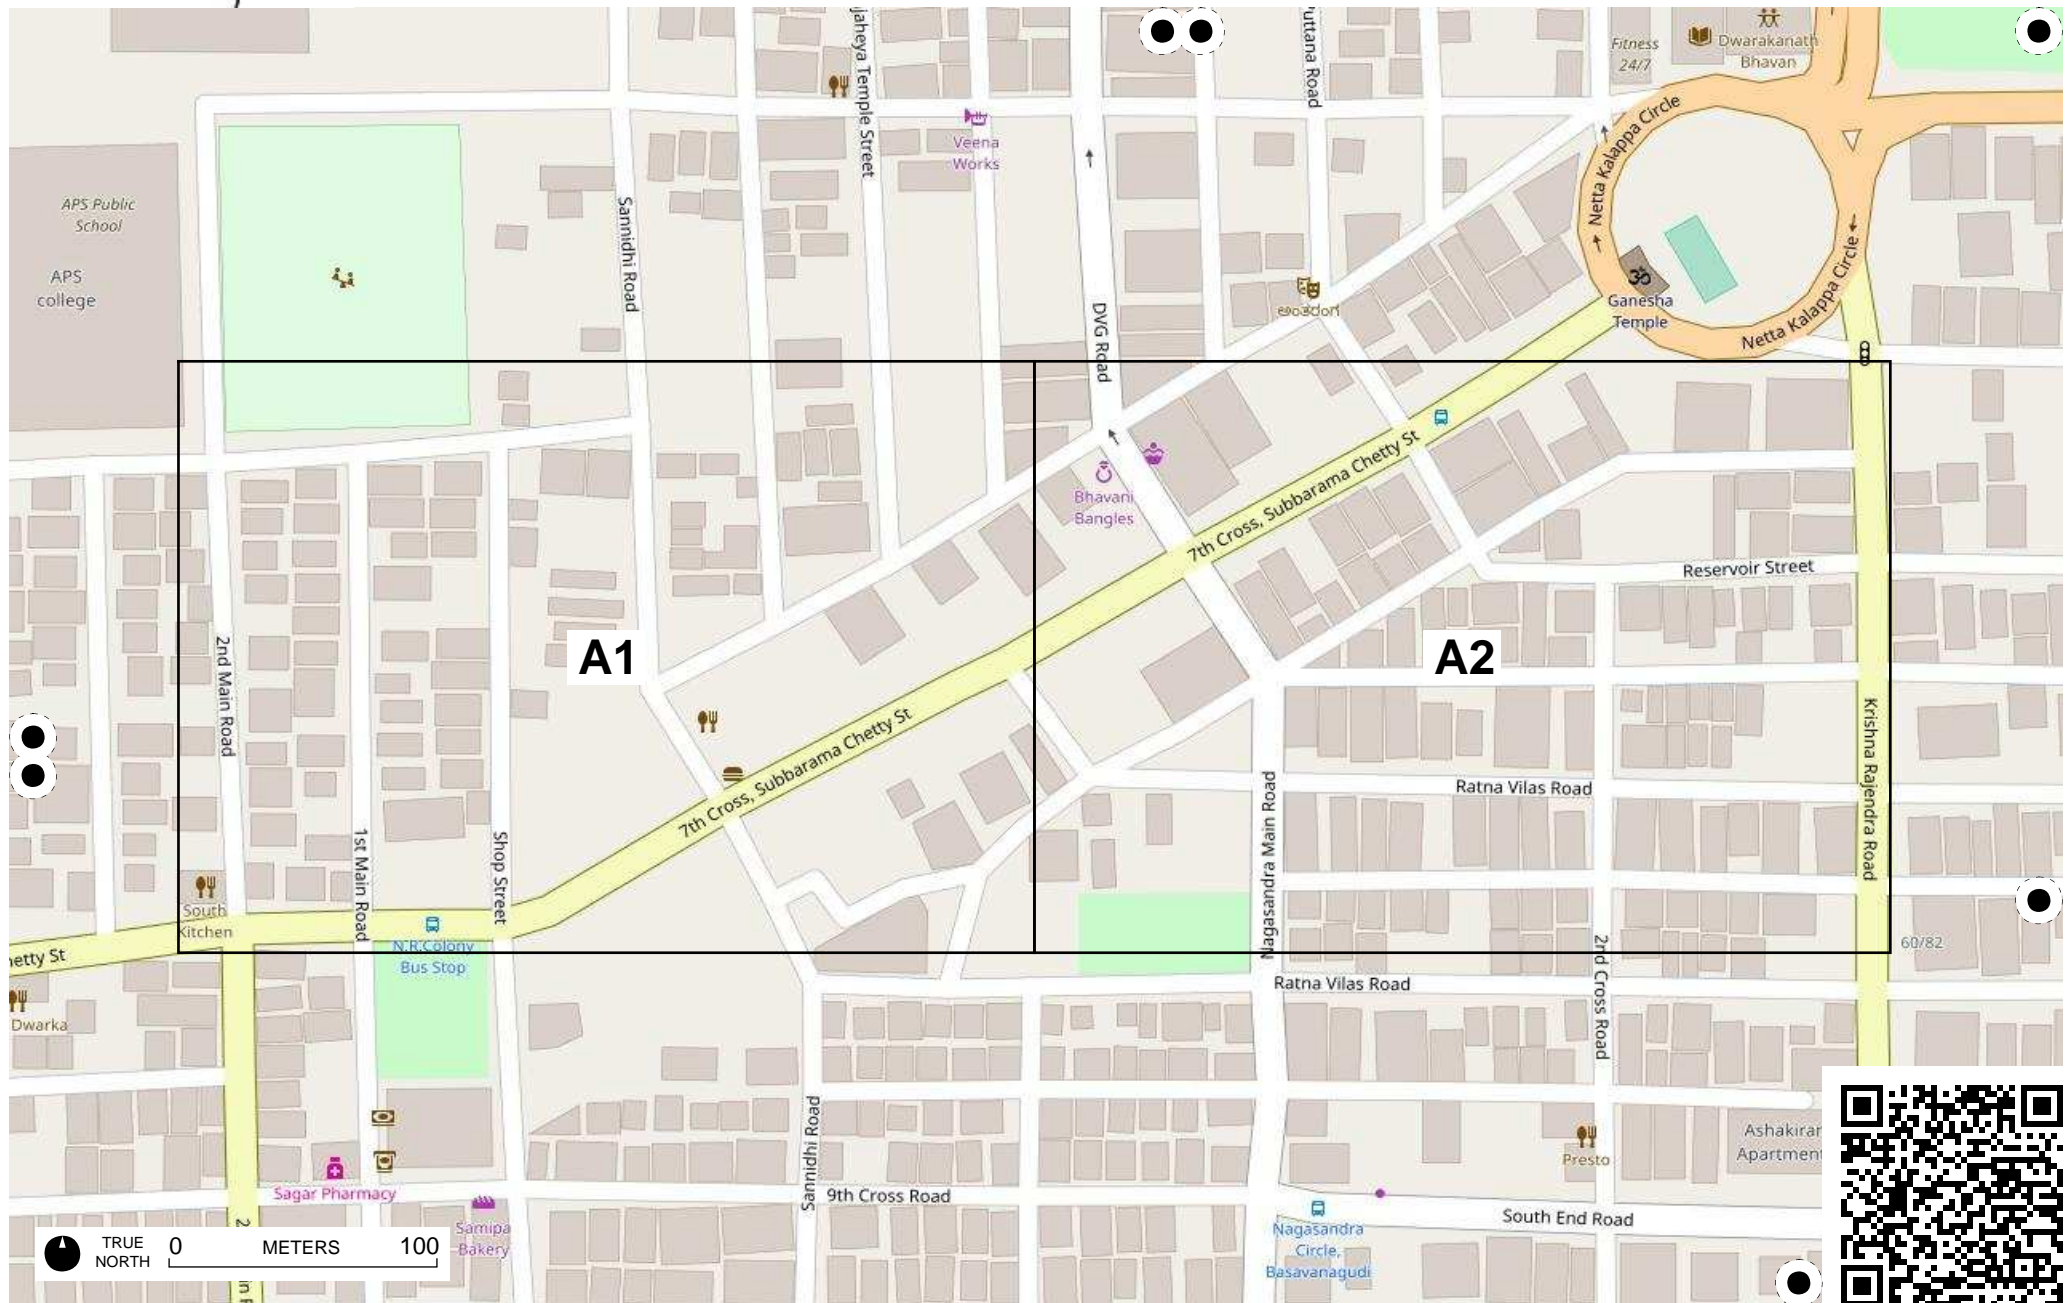 Fitness
24/7
Dwarakanath
Bhavan
Temple Street
Road
Netta Kalappa Circle
Veena
Works
APS Public
School
Sannidhi Road
APS
college
DVG Road
Netta Kalappa Circle
Ganesha
Temple
Bhavani
Bangles
7th Cross, Subbarama Chetty St
Reservoir Street
2nd Main Road
A1
A2
7th Cross, Subbarama Chetty St
Krishna Rajendra Road
Ratna Vilas Road
Nagasandra Main Road
1st Main Road
Shop Street
South
Kitchen
N.R.Colony
Bus Stop
hetty St
2nd Cross Road
60/82
Ratna Vilas Road
Dwarka
Sannidhi Road
Ashakiran
Apartment
Presto
Sagar Pharmacy
9th Cross Road
South End Road
Samipa
Bakery
Nagasandra
Circle,
Basavanagudi
TRUE
NORTH
0 METERS 100